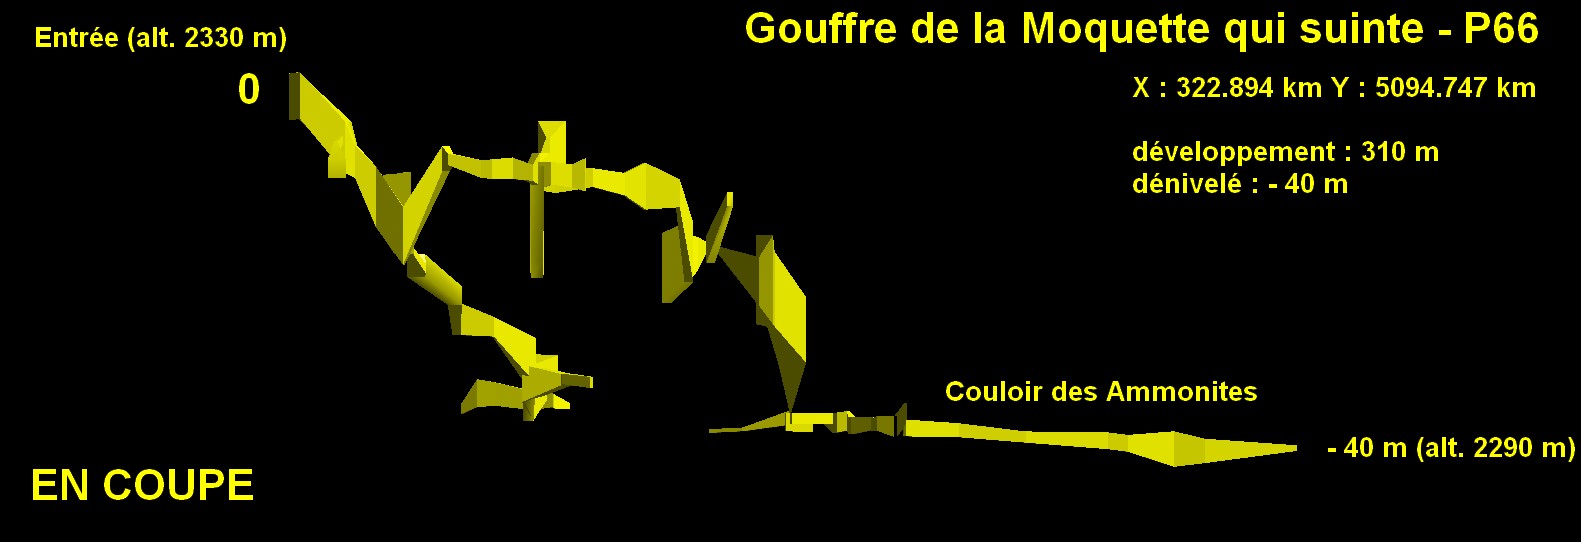 Gouffre de la Moquette qui suinte - P66
Entrée (alt. 2330 m)
0
X : 322.894 km Y : 5094.747 km
développement : 310 m
dénivelé : - 40 m
Couloir des Ammonites
- 40 m (alt. 2290 m)
EN COUPE